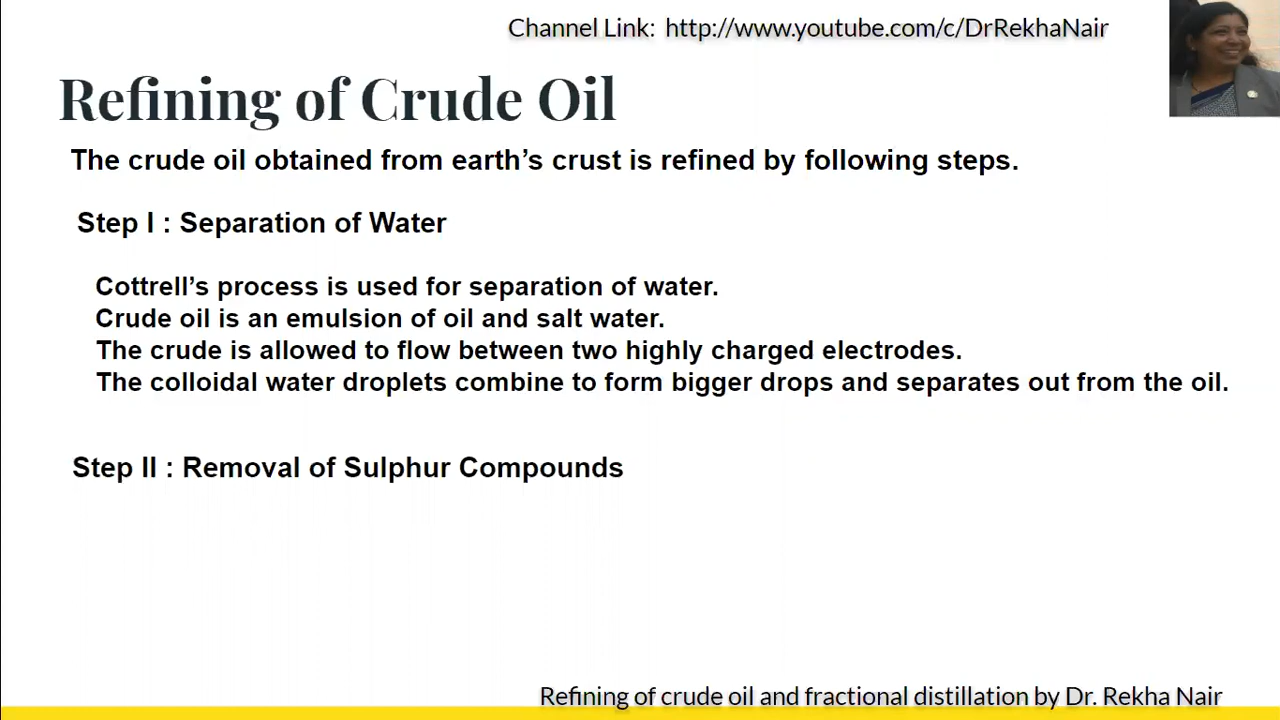 Channel Link: http://www.youtube.com/c/DrRekhaNair
Refining of Crude Oil
The crude oil obtained from earth’s crust is refined by following steps.
Step I : Separation of Water
Cottrell’s process is used for separation of water.
Crude oil is an emulsion of oil and salt water.
The crude is allowed to flow between two highly charged electrodes.
The colloidal water droplets combine to form bigger drops and separates out from the oil.
Step II : Removal of Sulphur Compounds
Refining of crude oil and fractional distillation by Dr. Rekha Nair